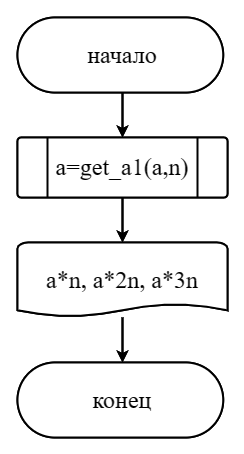 начало
a=get_a1(a,n)
a*n, a*2n, a*3n
конец